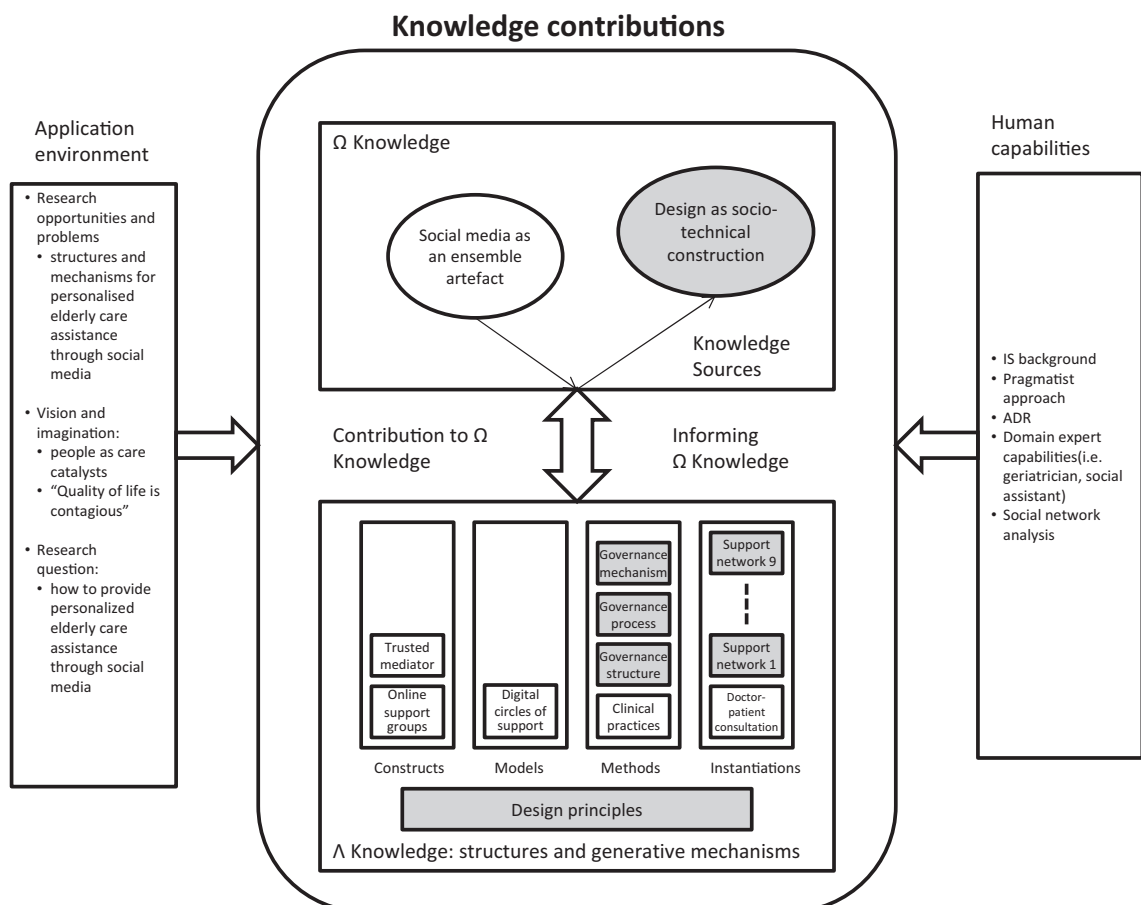 Knowledge contributions
Application
environment
• Research
opportunities and
problems
• structures and
mechanisms for
personalised
elderly care
assistance
through social
media
• Vision and
imagination:
• people as care
catalysts
• “Quality of life is
contagious”
• Research
question:
• how to provide
personalized
elderly care
assistance
through social
media
Ω Knowledge
Social media as
an ensemble
artefact
Design as socio-
technical
construction
Knowledge
Sources
Contribution to Ω
Knowledge
Informing
Ω Knowledge
Trusted
mediator
Online
support
groups
Constructs
Digital
circles of
support
Models
Governance
mechanism
Governance
process
Governance
structure
Clinical
practices
Methods
Support
network 9
Support
network 1
Doctor-
patient
consultation
Instantiations
Design principles
Λ Knowledge: structures and generative mechanisms
Human
capabilities
• IS background
• Pragmatist
approach
• ADR
• Domain expert
capabilities(i.e.
geriatrician, social
assistant)
• Social network
analysis